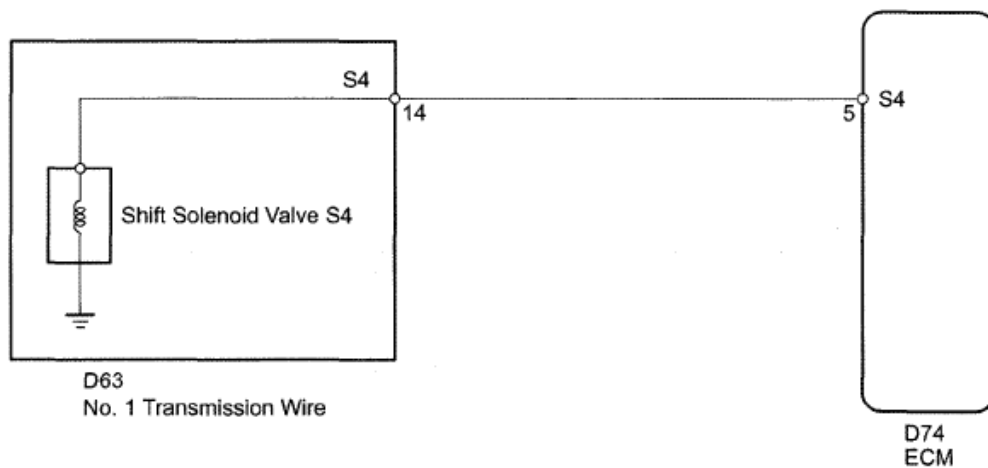 S4
14
5
S4
Shift Solenoid Valve S4
D63
No. 1 Transmission Wire
D74
ECM